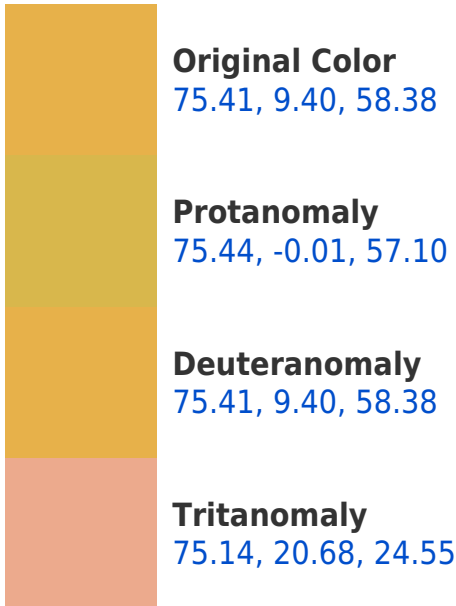 Original Color
75.41, 9.40, 58.38
Protanomaly
75.44, -0.01, 57.10
Deuteranomaly
75.41, 9.40, 58.38
Tritanomaly
75.14, 20.68, 24.55